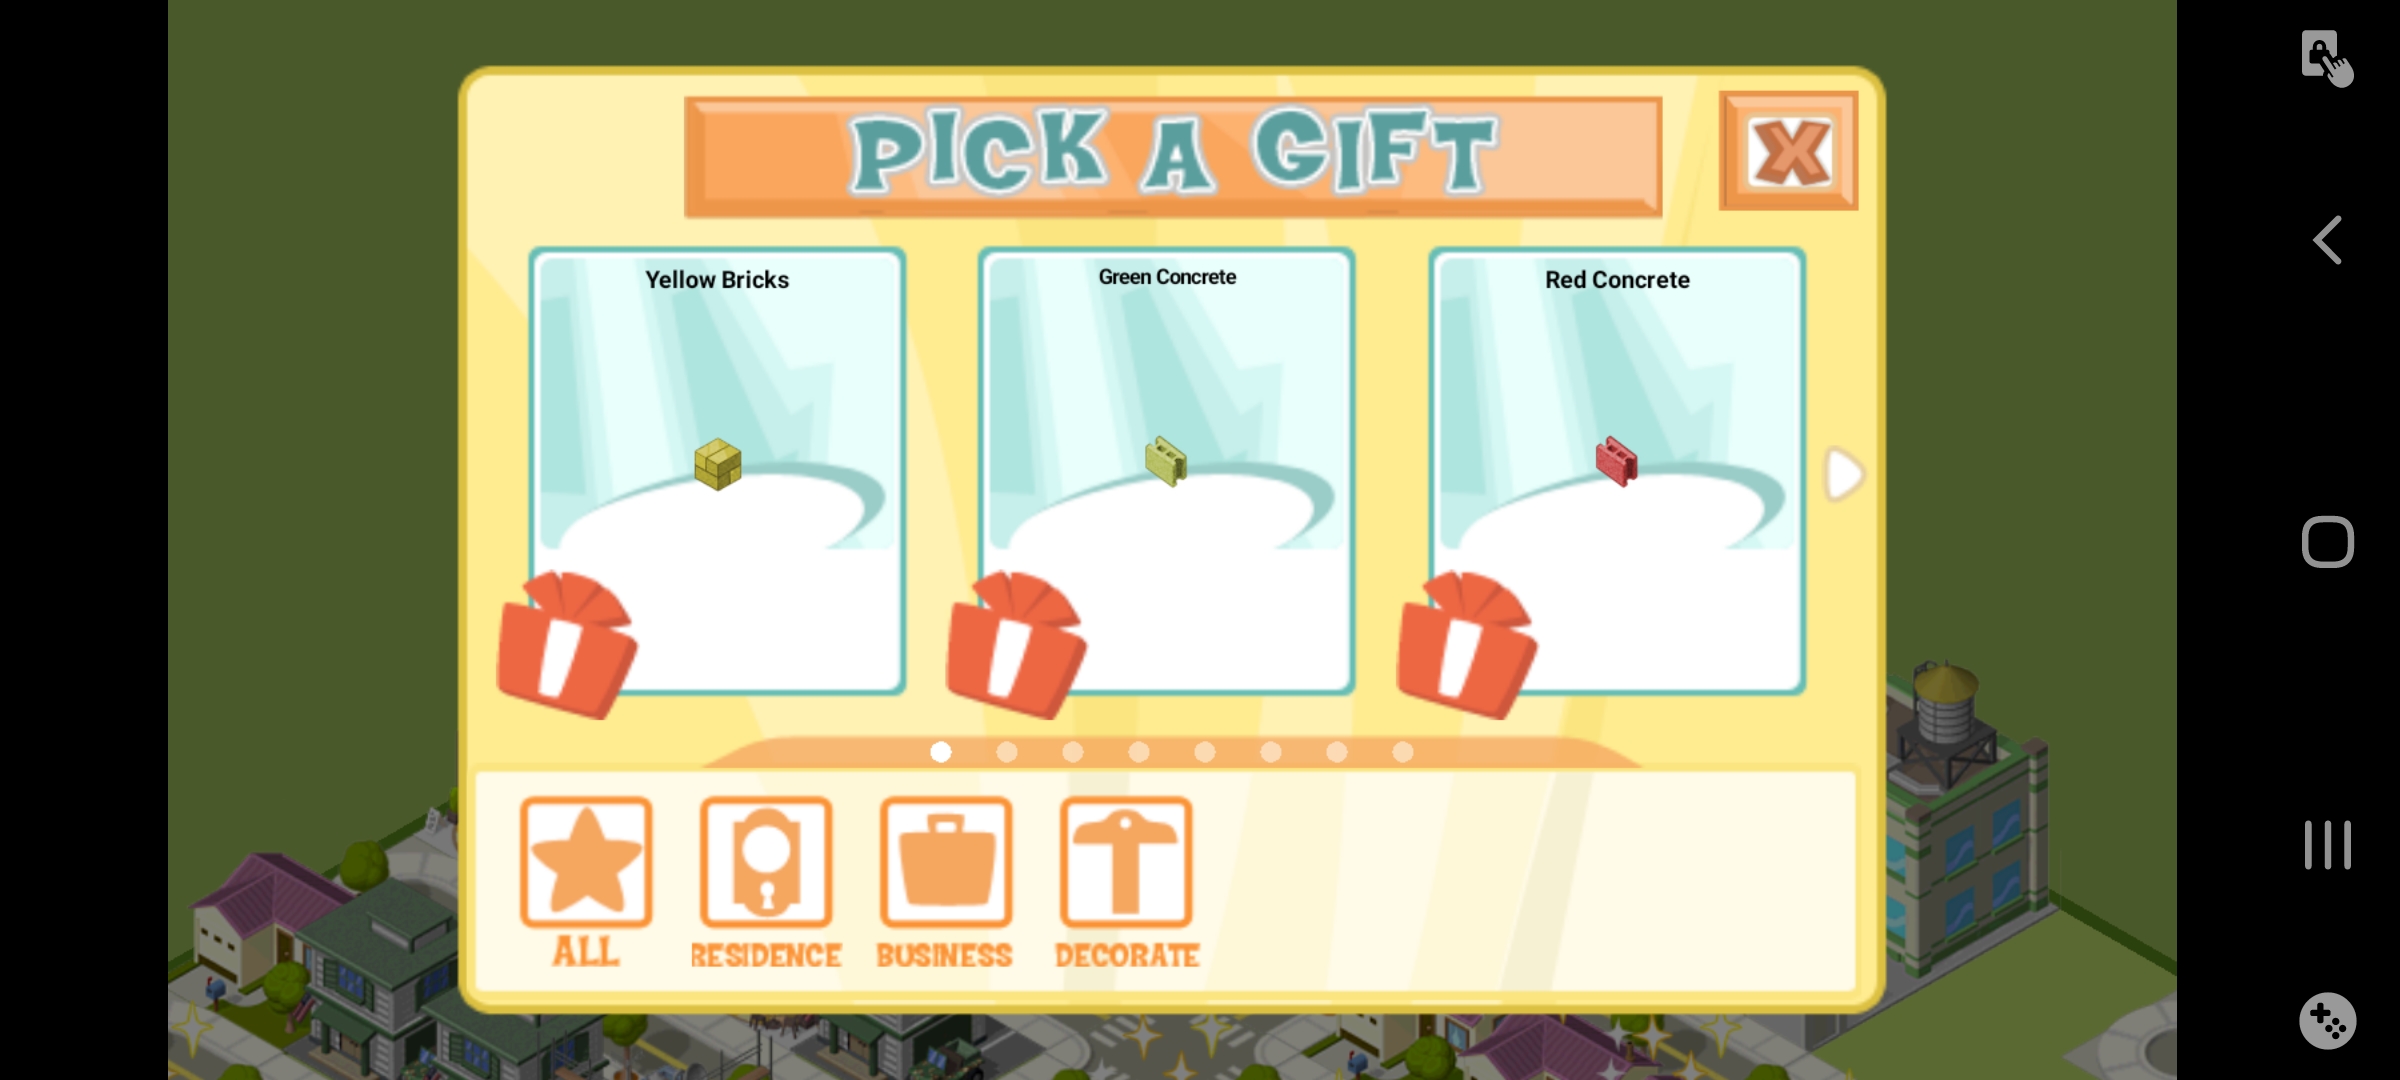 PICK A GIFT
X
Yellow Bricks
Green Concrete
Red Concrete
ALL
RESIDENCE
BUSINESS
DECORATE